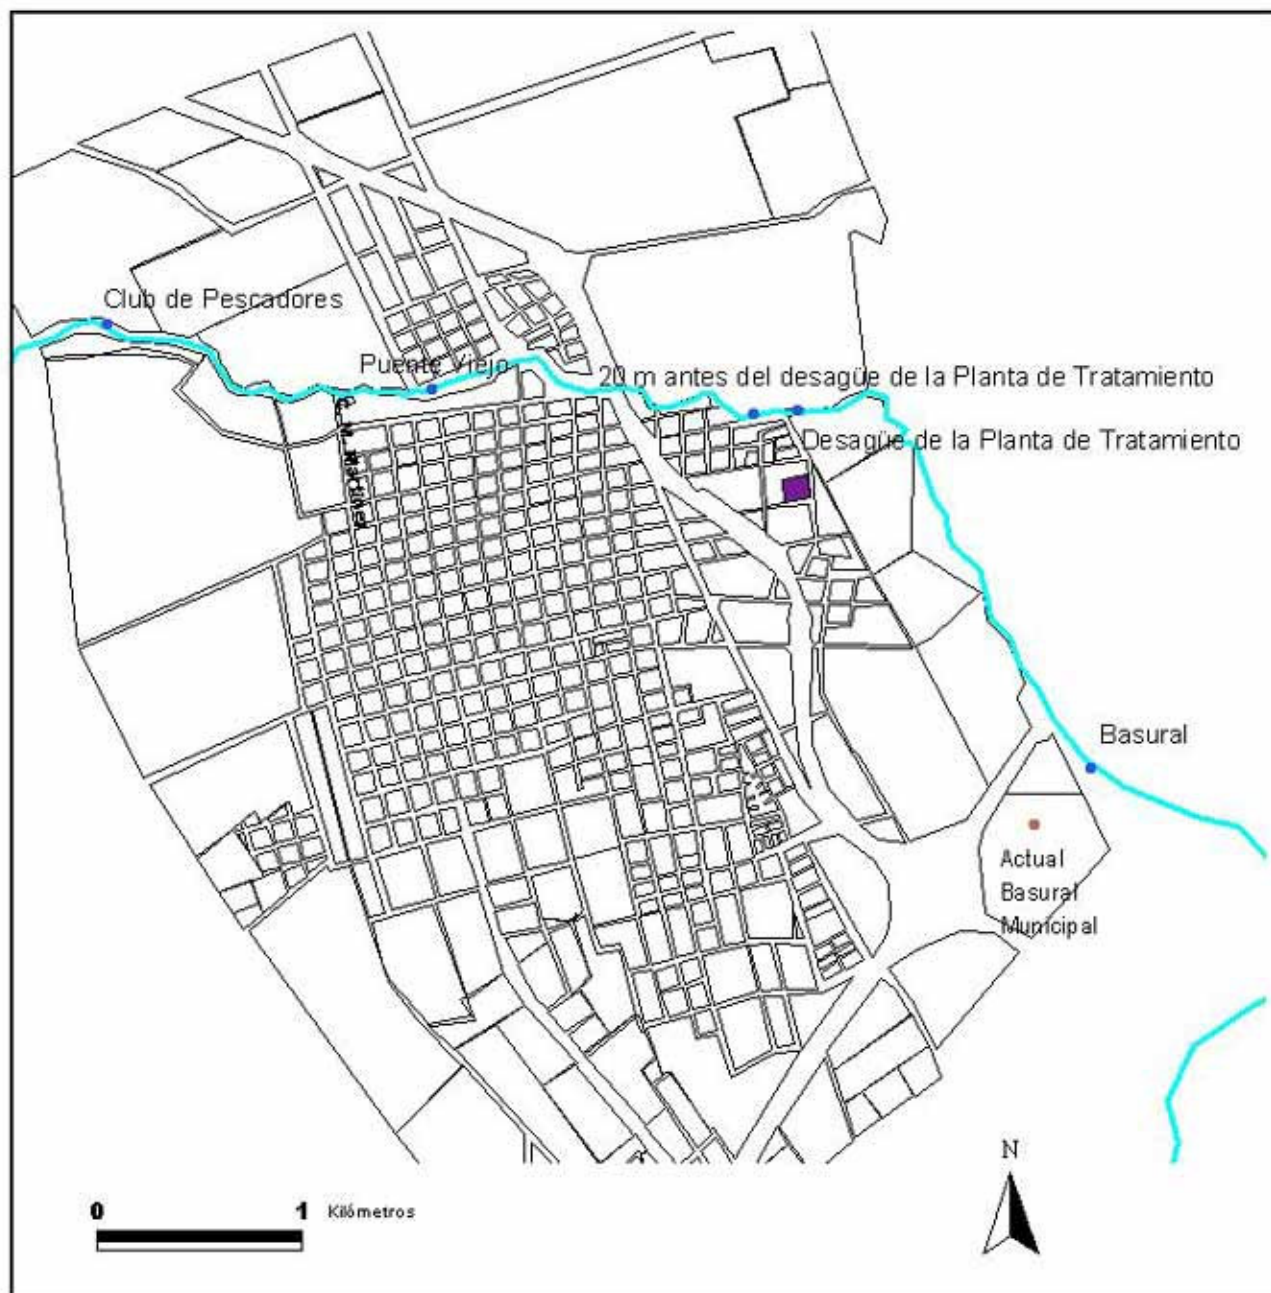 Club de Pescadores
Puente Viejo
20 m antes del desagüe de la Planta de Tratamiento
Desagüe de la Planta de Tratamiento
Basural
Actual
Basural
Municipal
N
0 1 Kilómetros